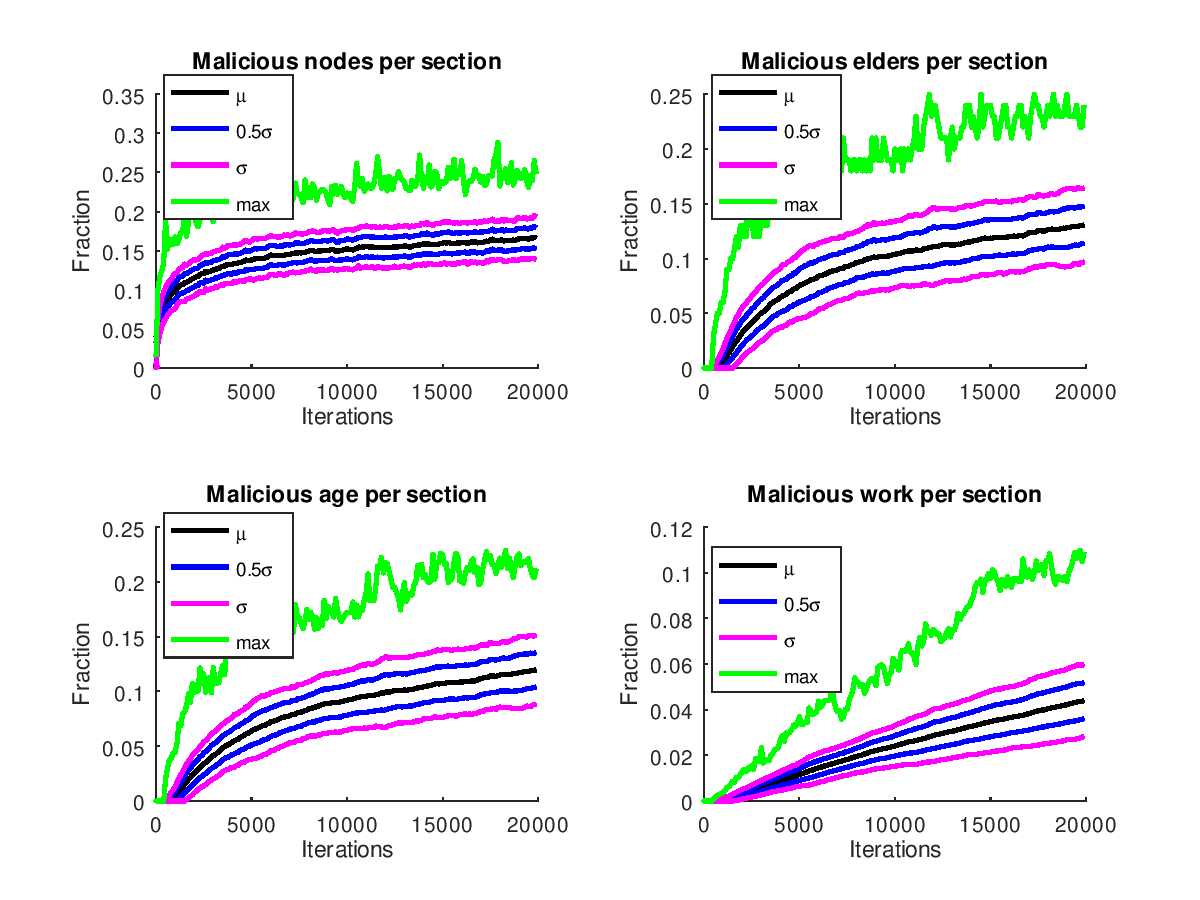 Malicious nodes per section
0.35
0.3
0.25
0.2
0.15
0.1
0.05
0
Fraction
μ
0.5σ
σ
max
0 5000 10000 15000 20000
Iterations
Malicious elders per section
0.25
0.2
0.15
0.1
0.05
0
Fraction
μ
0.5σ
σ
max
0 5000 10000 15000 20000
Iterations
Malicious age per section
0.25
0.2
0.15
0.1
0.05
0
Fraction
μ
0.5σ
σ
max
0 5000 10000 15000 20000
Iterations
Malicious work per section
0.12
0.1
0.08
0.06
0.04
0.02
0
Fraction
μ
0.5σ
σ
max
0 5000 10000 15000 20000
Iterations